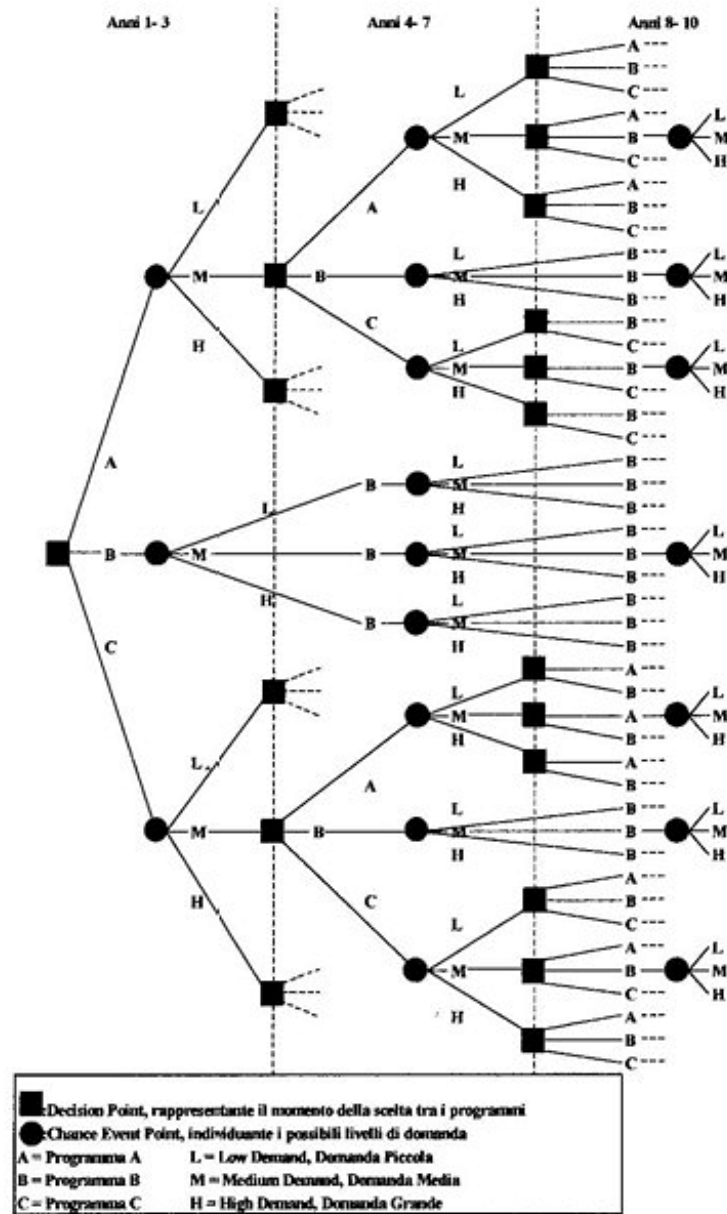 Anni 1- 3 Anni 4- 7 Anni 8- 10
A
B
L C
A L
M B M
C H
H A
L A B
C
L B L
M B M B M
H B H
C B
H L C L
M B M
H C H
B
C
A L B
B M B
L H B
L B L
B M B M B M
H B H
H L B
B M B
C H B
A
L B L
M A M
H B H
L A
A B
L B L
M B M B M
H B H
A
H C B
L C
A L
M B M
C H
H A
B
C
:Decision Point, rappresentante il momento della scelta tra i programmi
:Chance Event Point, individuante i possibili livelli di domanda
A = Programma A L = Low Demand, Domanda Piccola
B = Programma B M = Medium Demand, Domanda Media
C = Programma C H = High Demand, Domanda Grande